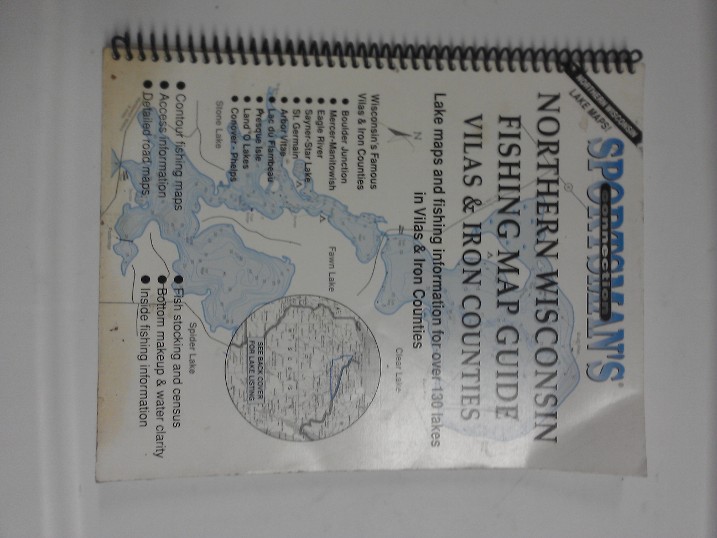 LAKE MAPS!
SPORTSMAN'S
connection
NORTHERN WISCONSIN
FISHING MAP GUIDE
VILAS & IRON COUNTIES
Lake maps and fishing information for over 130 lakes
in Vilas & Iron Counties
Wisconsin's Famous
Vilas & Iron Counties
● Boulder Junction
● Mercer-Manitowish
● Eagle River
● Sayner-Star Lake
● St. Germain
● Arbor Vitae
● Lac du Flambeau
● Presque Isle
● Land 'O Lakes
● Conover - Phelps
N
Clear Lake
Fawn Lake
Stone Lake
Spider Lake
SEE BACK COVER
FOR LAKE LISTING
● Contour fishing maps
● Access information
● Detailed road maps
● Fish stocking and census
● Bottom makeup & water clarity
● Inside fishing information